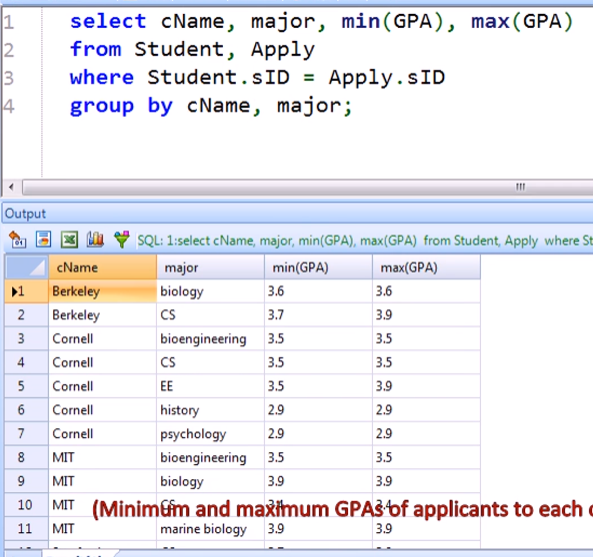 1 select cName, major, min(GPA), max(GPA)
2 from Student, Apply
3 where Student.sID = Apply.sID
4 group by cName, major;
Output
SQL: 1:select cName, major, min(GPA), max(GPA) from Student, Apply where St
cName major min(GPA) max(GPA)
1 Berkeley biology 3.6 3.6
2 Berkeley CS 3.7 3.9
3 Cornell bioengineering 3.5 3.5
4 Cornell CS 3.5 3.5
5 Cornell EE 3.5 3.9
6 Cornell history 2.9 2.9
7 Cornell psychology 2.9 2.9
8 MIT bioengineering 3.5 3.5
9 MIT biology 3.9 3.9
10 MIT CS 3.4 3.4
(Minimum and maximum GPAs of applicants to each
11 MIT marine biology 3.9 3.9